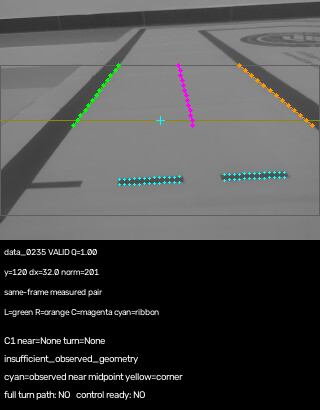 data_0235 VALID Q=1.00
y=120 dx=32.0 norm=201
same-frame measured pair
L=green R=orange C=magenta cyan=ribbon
C1 near=None turn=None
insufficient_observed_geometry
cyan=observed near midpoint yellow=corner
full turn path: NO control ready: NO